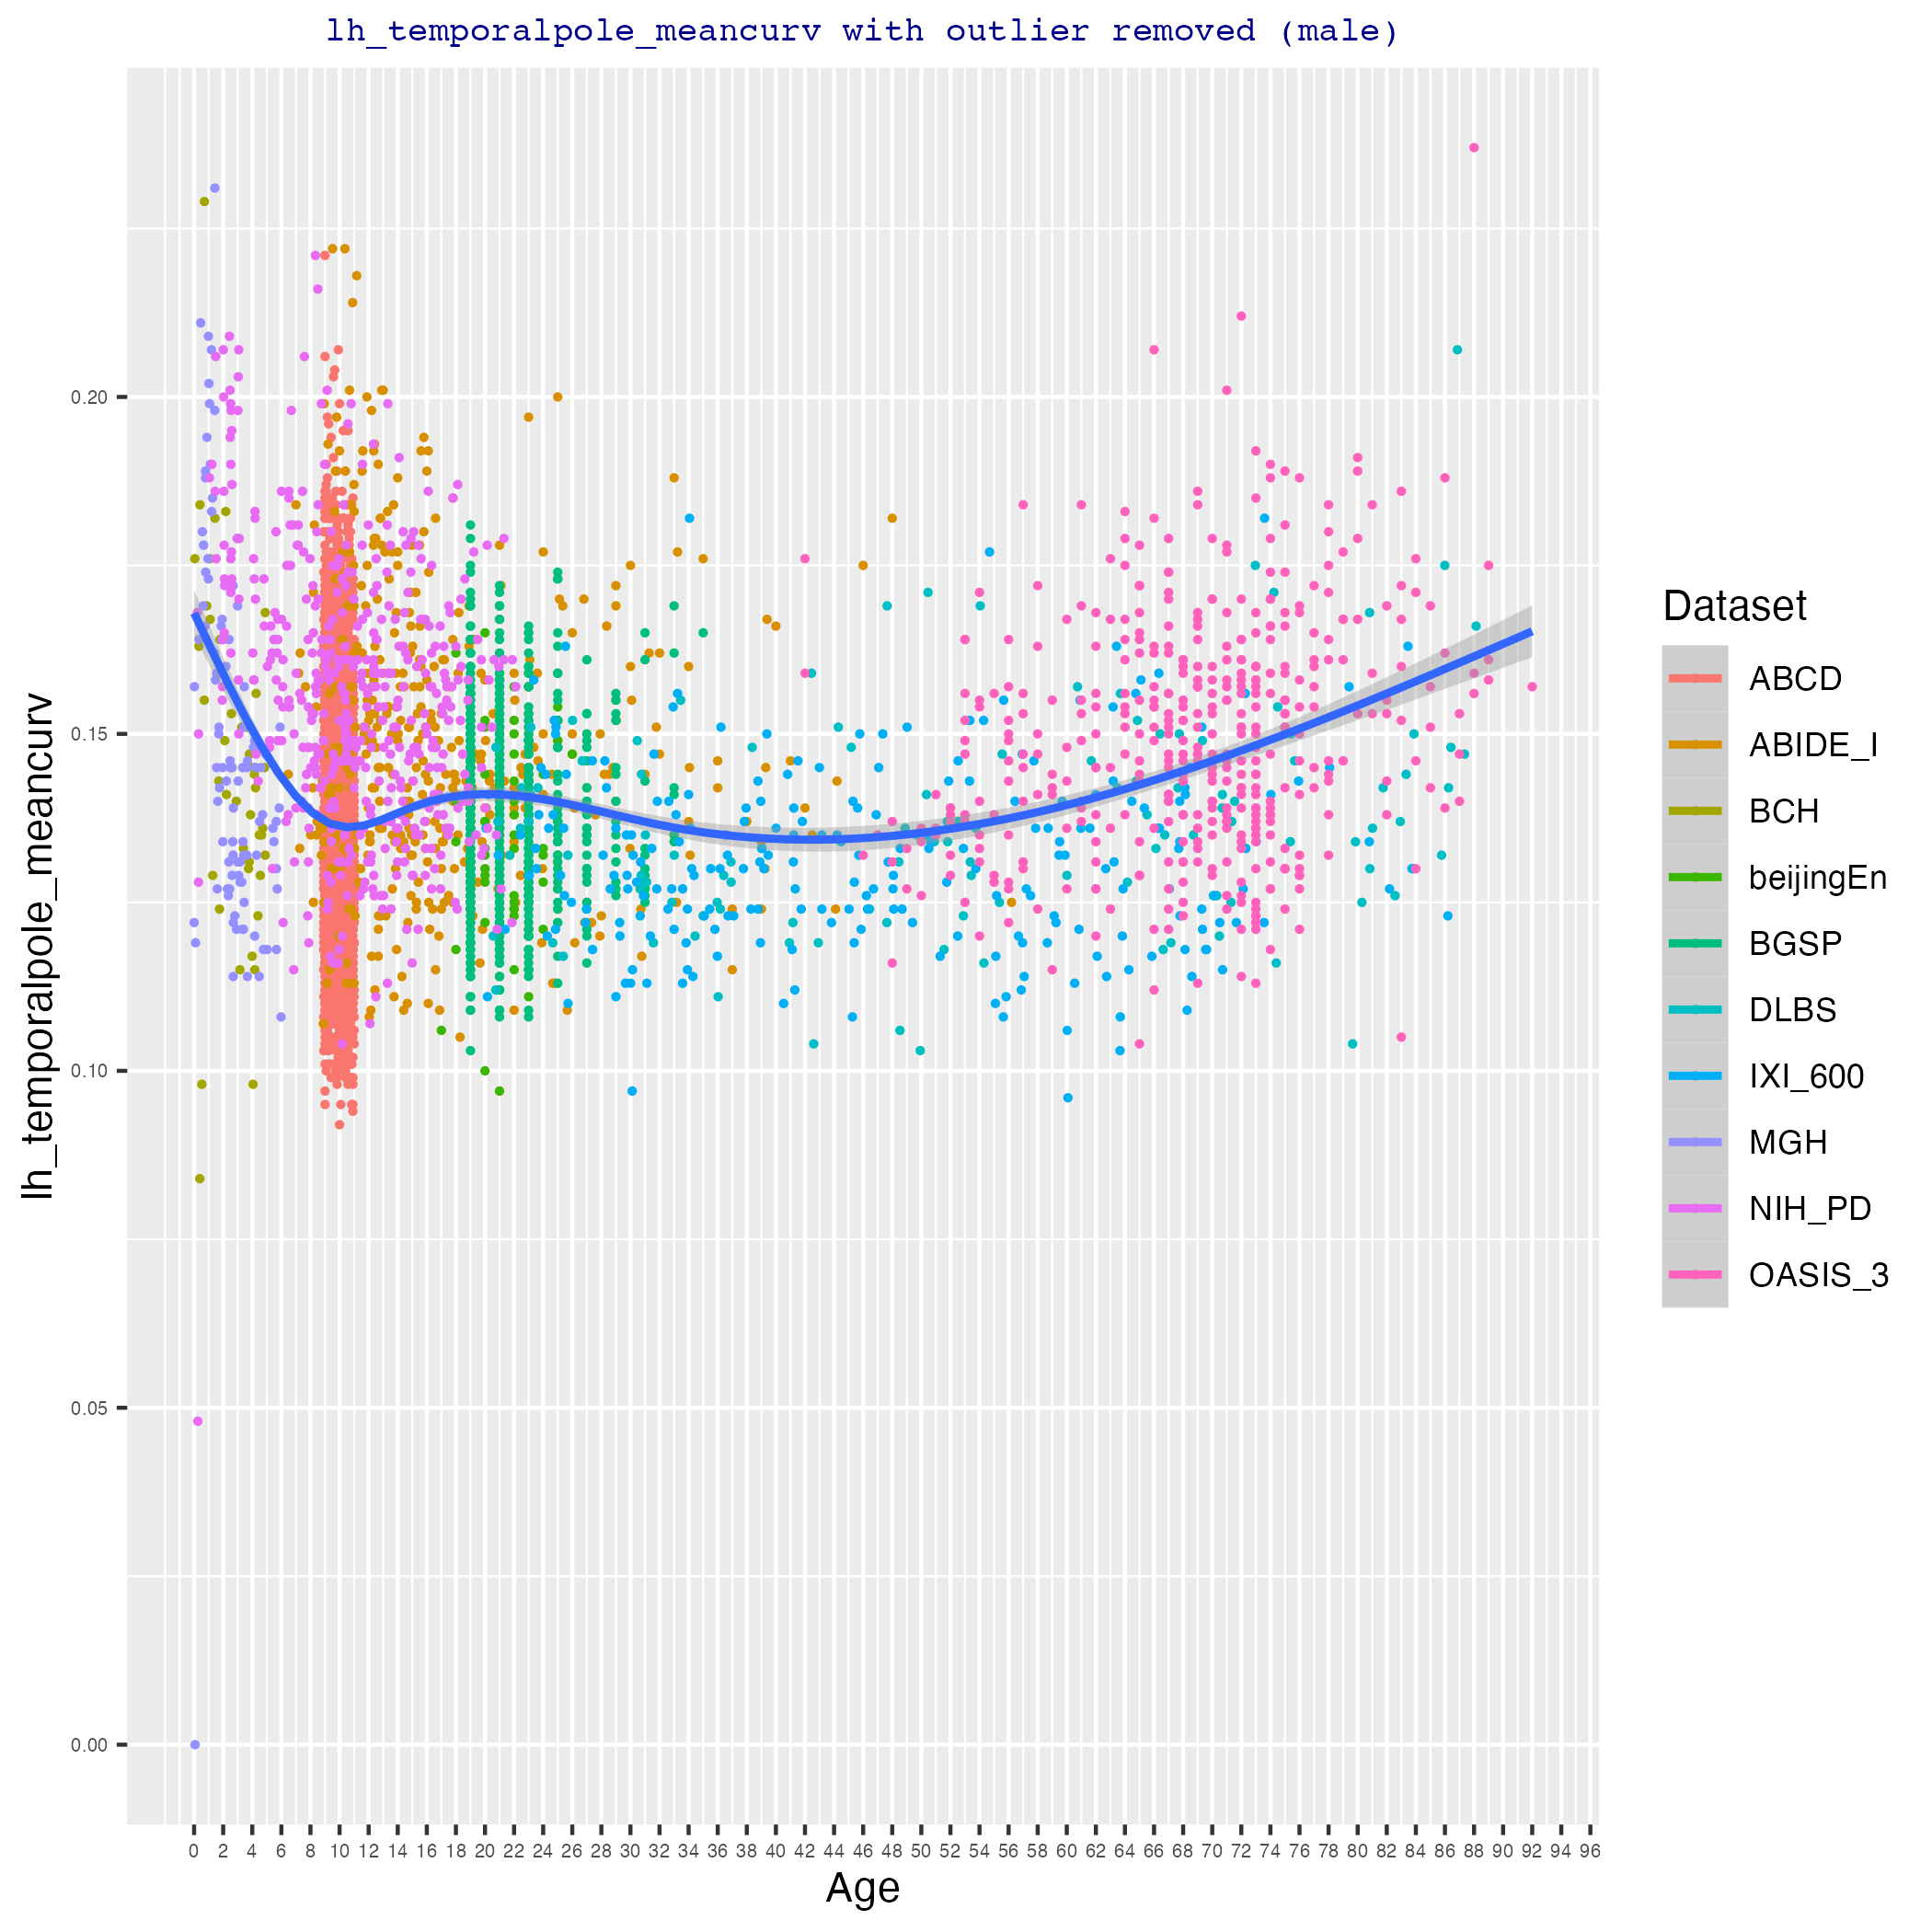 lh_temporalpole_meancurv with outlier removed (male)
lh_temporalpole_meancurv
0.20
0.15
0.10
0.05
0.00
0 2 4 6 8 10 12 14 16 18 20 22 24 26 28 30 32 34 36 38 40 42 44 46 48 50 52 54 56 58 60 62 64 66 68 70 72 74 76 78 80 82 84 86 88 90 92 94 96
Age
Dataset
ABCD
ABIDE_I
BCH
beijingEn
BGSP
DLBS
IXI_600
MGH
NIH_PD
OASIS_3